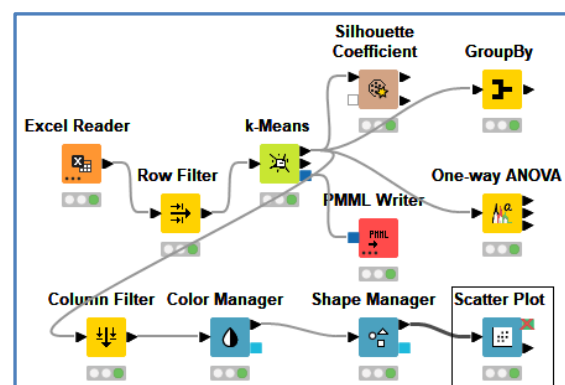 Silhouette
Coefficient
GroupBy
Excel Reader
k-Means
Row Filter
One-way ANOVA
PMML Writer
PMML
Column Filter
Color Manager
Shape Manager
Scatter Plot